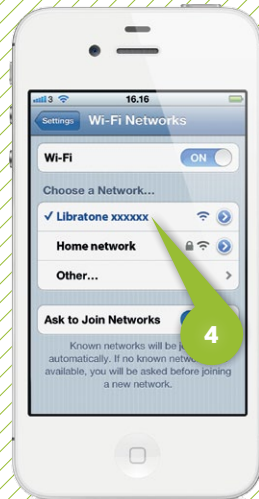 3 16.16
Settings Wi-Fi Networks
Wi-Fi ON
Choose a Network...
✓ Libratone xxxxxx
Home network
Other...
Ask to Join Networks
4
Known networks will be
automatically. If no known
available, you will be asked before joining
a new network.